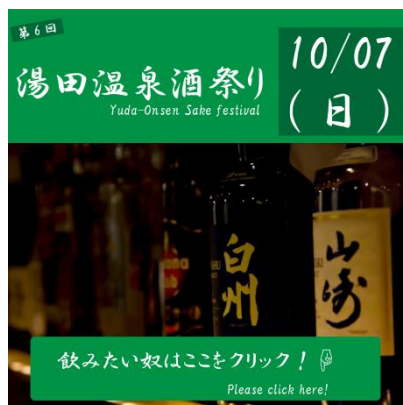 第6回
湯田温泉酒祭り
Yuda-Onsen Sake festival
10/07
(日)
白州
山崎
飲みたい奴はここをクリック!
Please click here!